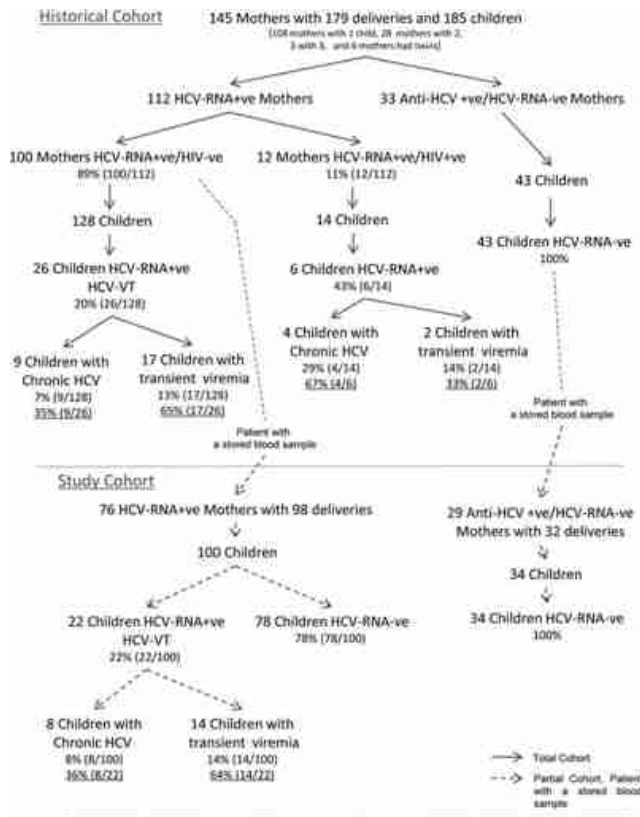 Historical Cohort
145 Mothers with 179 deliveries and 185 children
(108 mothers with 1 child, 28 mothers with 2,
3 with 3, and 6 mothers had twins)
112 HCV-RNA+ve Mothers
33 Anti-HCV +ve/HCV-RNA-ve Mothers
100 Mothers HCV-RNA+ve/HIV-ve
89% (100/112)
12 Mothers HCV-RNA+ve/HIV+ve
11% (12/112)
43 Children
128 Children
14 Children
43 Children HCV-RNA-ve
100%
26 Children HCV-RNA+ve
HCV-VT
20% (26/128)
6 Children HCV-RNA+ve
43% (6/14)
9 Children with
Chronic HCV
7% (9/128)
35% (9/26)
17 Children with
transient viremia
13% (17/128)
65% (17/26)
4 Children with
Chronic HCV
29% (4/14)
67% (4/6)
2 Children with
transient viremia
14% (2/14)
33% (2/6)
Patient with
a stored blood sample
Patient with
a stored blood sample
Study Cohort
76 HCV-RNA+ve Mothers with 98 deliveries
29 Anti-HCV +ve/HCV-RNA-ve
Mothers with 32 deliveries
100 Children
34 Children
22 Children HCV-RNA+ve
HCV-VT
22% (22/100)
78 Children HCV-RNA-ve
78% (78/100)
34 Children HCV-RNA-ve
100%
8 Children with
Chronic HCV
8% (8/100)
36% (8/22)
14 Children with
transient viremia
14% (14/100)
64% (14/22)
Total Cohort
Partial Cohort, Patient
with a stored blood
sample